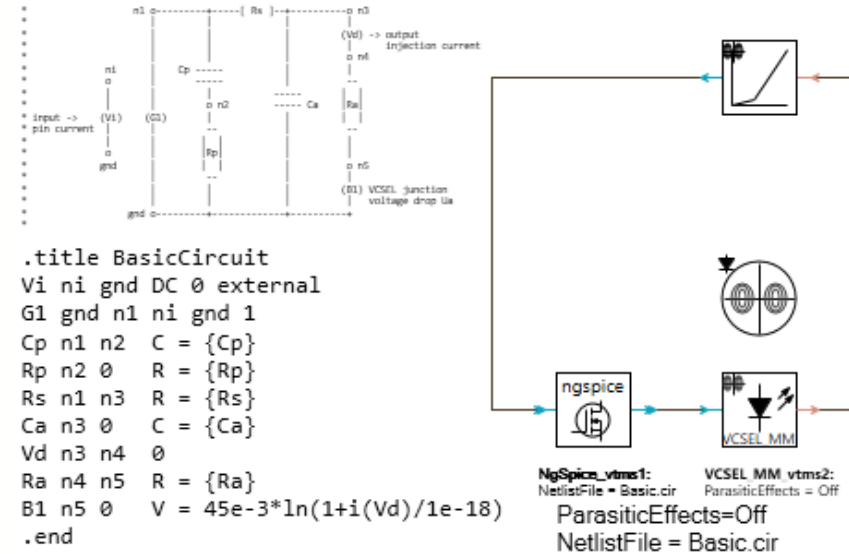 n1 o--------+-----[ Rs ]--+--------o n3
(Vd) -> output
injection current
o n4
ni
Cp
o n2
Ca
Ra
input ->
pin current
(Vi)
(G1)
o
gnd
Rp
o n5
(B1) VCSEL junction
voltage drop Ua
gnd o--------+-----------+--------+
.title BasicCircuit
Vi ni gnd DC 0 external
G1 gnd n1 ni gnd 1
Cp n1 n2 C = {Cp}
Rp n2 0 R = {Rp}
Rs n1 n3 R = {Rs}
Ca n3 0 C = {Ca}
Vd n3 n4 0
Ra n4 n5 R = {Ra}
B1 n5 0 V = 45e-3*ln(1+i(Vd)/1e-18)
.end
ngspice
VCSEL MM
NgSpice_vtms1:
NetlistFile = Basic.cir
VCSEL_MM_vtms2:
ParasiticEffects = Off
ParasiticEffects=Off
NetlistFile = Basic.cir